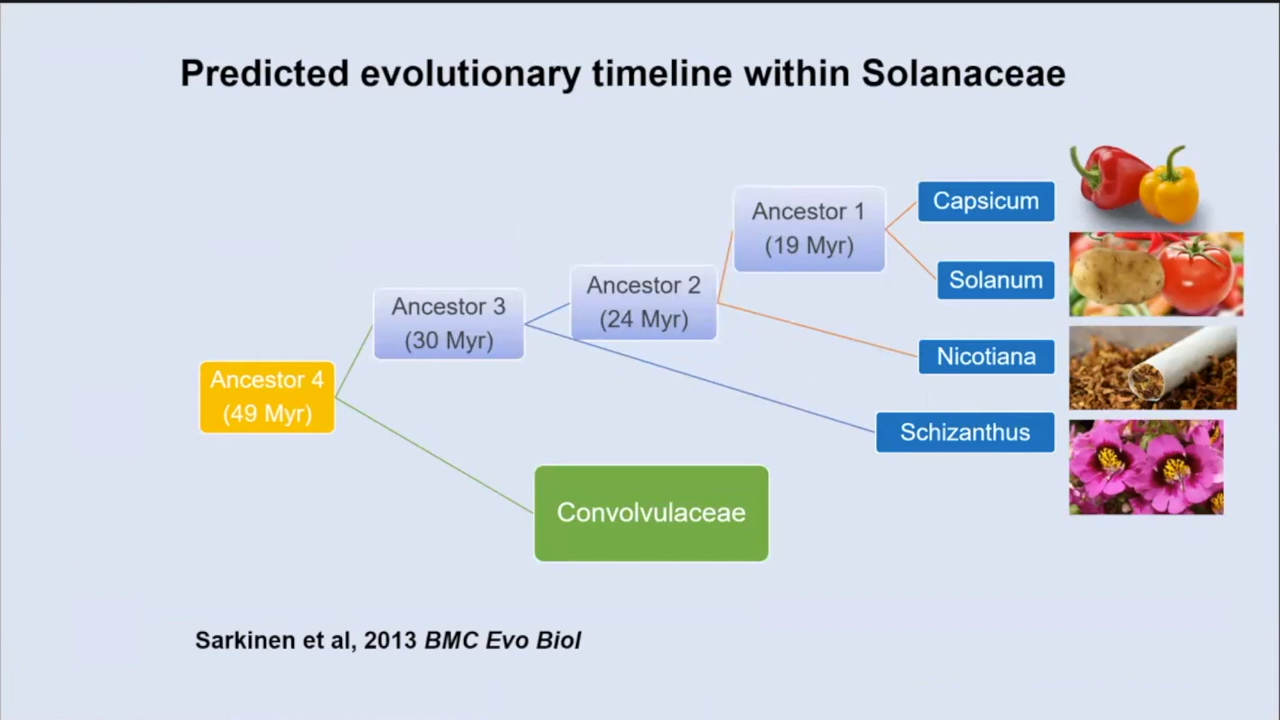 Predicted evolutionary timeline within Solanaceae
Ancestor 1
(19 Myr)
Capsicum
Solanum
Ancestor 2
(24 Myr)
Ancestor 3
(30 Myr)
Nicotiana
Ancestor 4
(49 Myr)
Schizanthus
Convolvulaceae
Sarkinen et al, 2013 BMC Evo Biol